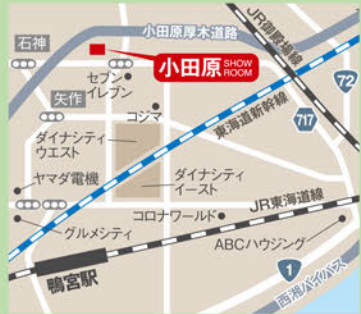 石神
小田原厚木道路
JR御殿場線
小田原 SHOW ROOM
72
セブン
イレブン
矢作
コジマ
東海道新幹線
717
ダイナシティ
ウエスト
ヤマダ電機
ダイナシティ
イースト
JR東海道線
コロナワールド
グルメシティ
ABCハウジング
鴨宮駅
1
西湘バイパス